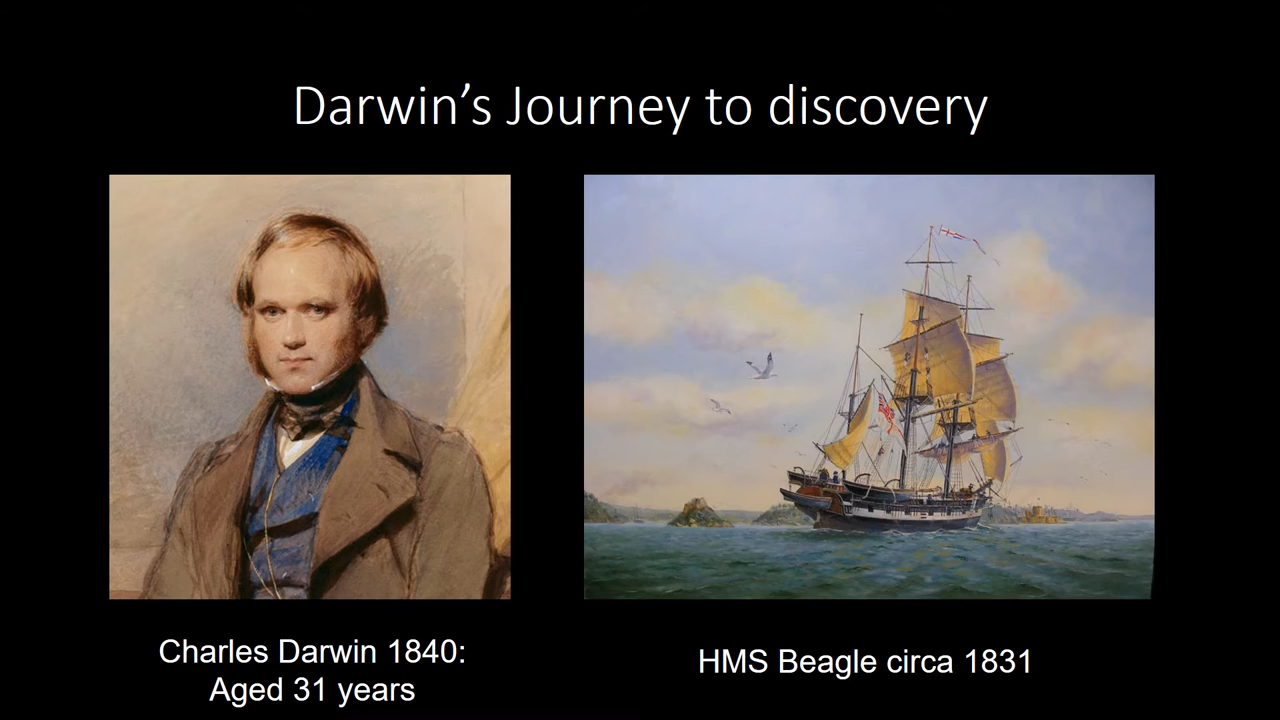 Darwin’s Journey to discovery
Charles Darwin 1840:
Aged 31 years
HMS Beagle circa 1831